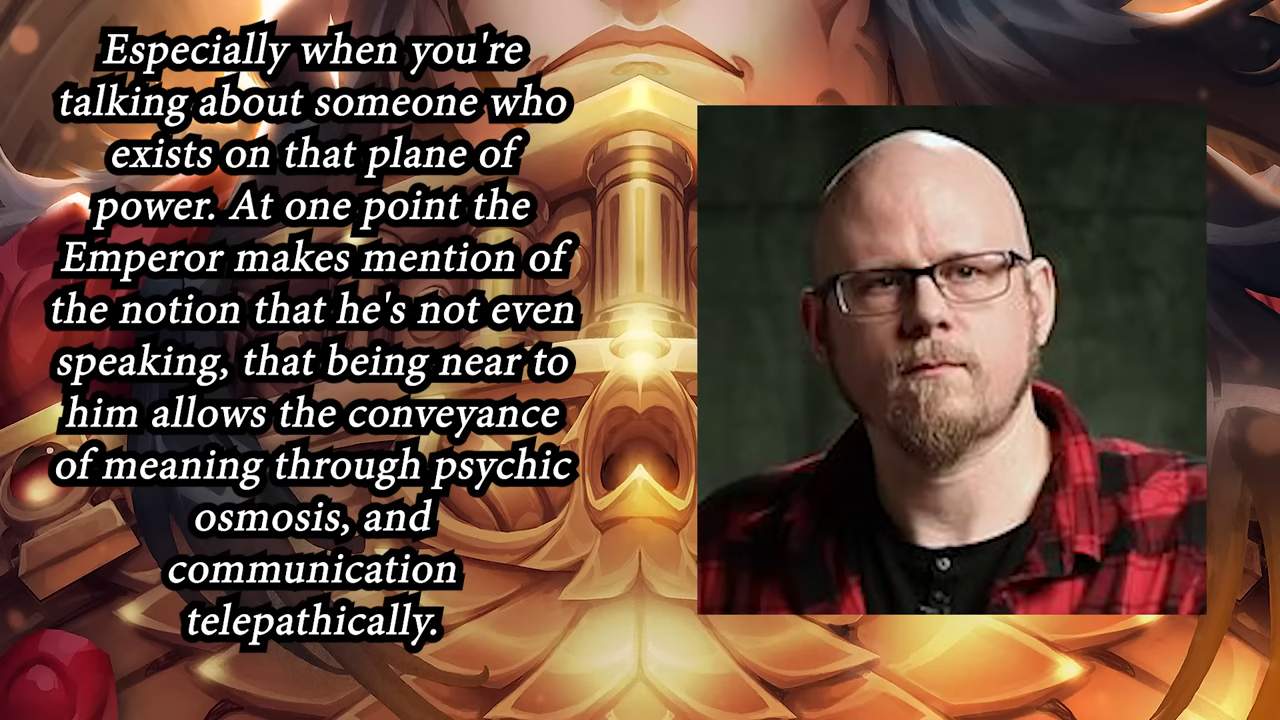 Especially when you're
talking about someone who
exists on that plane of
power. At one point the
Emperor makes mention of
the notion that he's not even
speaking, that being near to
him allows the conveyance
of meaning through psychic
osmosis, and
communication
telepathically.